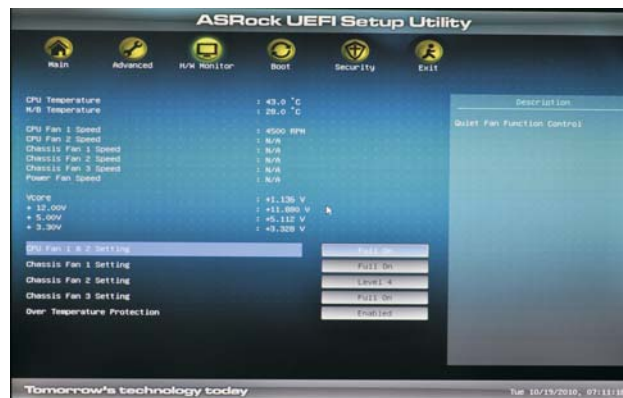 ASRock UEFI Setup Utility
Main Advanced H/W Monitor Boot Security Exit
CPU Temperature : 43.0 °C
M/B Temperature : 28.0 °C
CPU Fan 1 Speed : 4500 RPM
CPU Fan 2 Speed : N/A
Chassis Fan 1 Speed : N/A
Chassis Fan 2 Speed : N/A
Chassis Fan 3 Speed : N/A
Power Fan Speed : N/A
Vcore : +1.136 V
+ 12.00V : +11.880 V
+ 5.00V : +5.112 V
+ 3.30V : +3.328 V
CPU Fan 1 & 2 Setting Full On
Chassis Fan 1 Setting Full On
Chassis Fan 2 Setting Level 4
Chassis Fan 3 Setting Full On
Over Temperature Protection Enabled
Description
Quiet Fan Function Control
Tomorrow's technology today
Tue 10/19/2010,